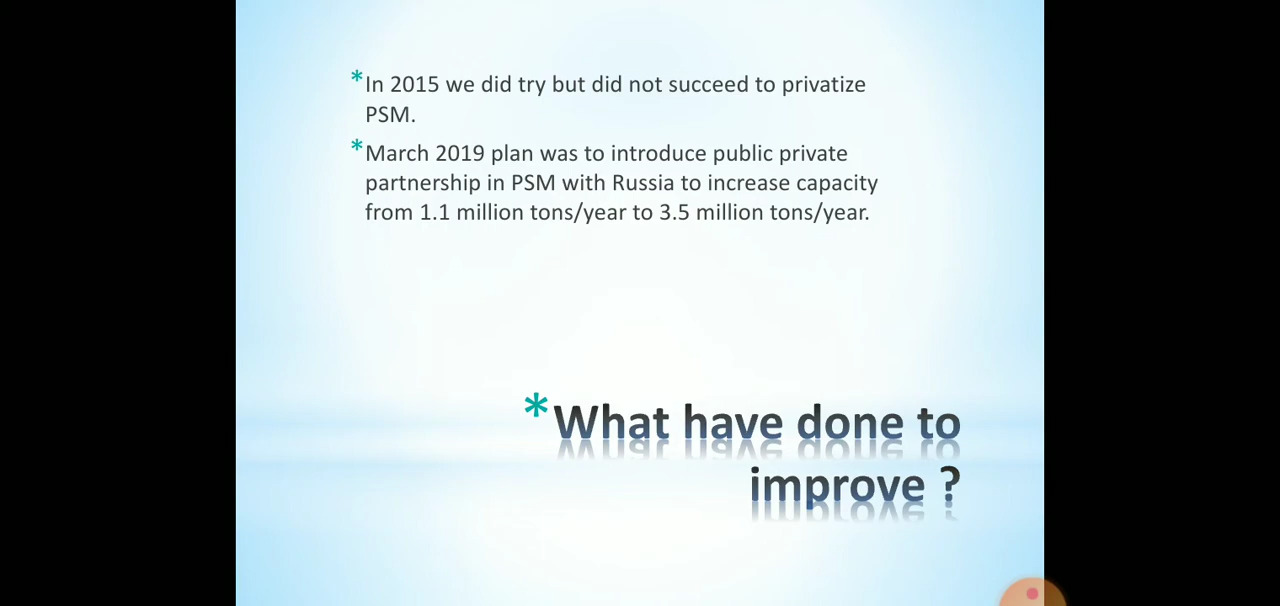 *In 2015 we did try but did not succeed to privatize
PSM.
*March 2019 plan was to introduce public private
partnership in PSM with Russia to increase capacity
from 1.1 million tons/year to 3.5 million tons/year.
*What have done to
improve ?